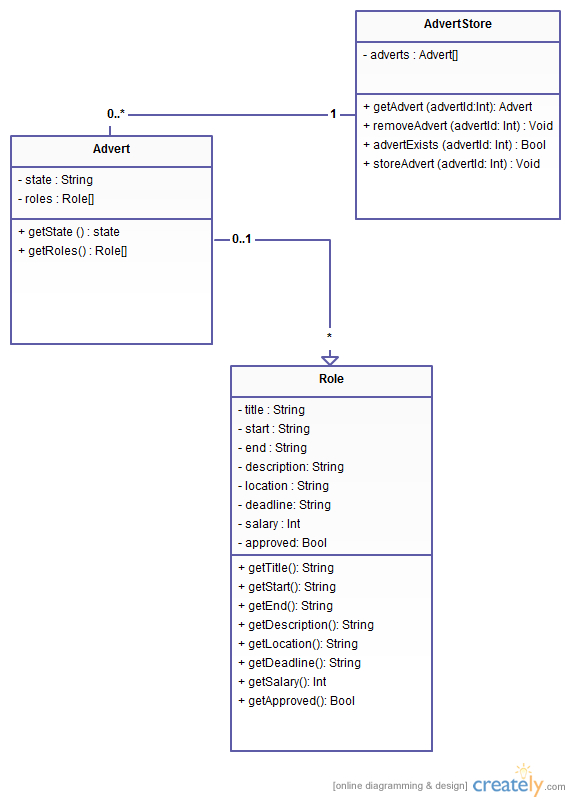 AdvertStore
- adverts : Advert[]
+ getAdvert (advertId:Int): Advert
+ removeAdvert (advertId: Int) : Void
+ advertExists (advertId: Int) : Bool
+ storeAdvert (advertId: Int) : Void
0..*
1
Advert
- state : String
- roles : Role[]
+ getState () : state
+ getRoles() : Role[]
0..1
*
Role
- title : String
- start : String
- end : String
- description: String
- location : String
- deadline: String
- salary : Int
- approved: Bool
+ getTitle(): String
+ getStart(): String
+ getEnd(): String
+ getDescription(): String
+ getLocation(): String
+ getDeadline(): String
+ getSalary(): Int
+ getApproved(): Bool
[online diagramming & design] creately.com